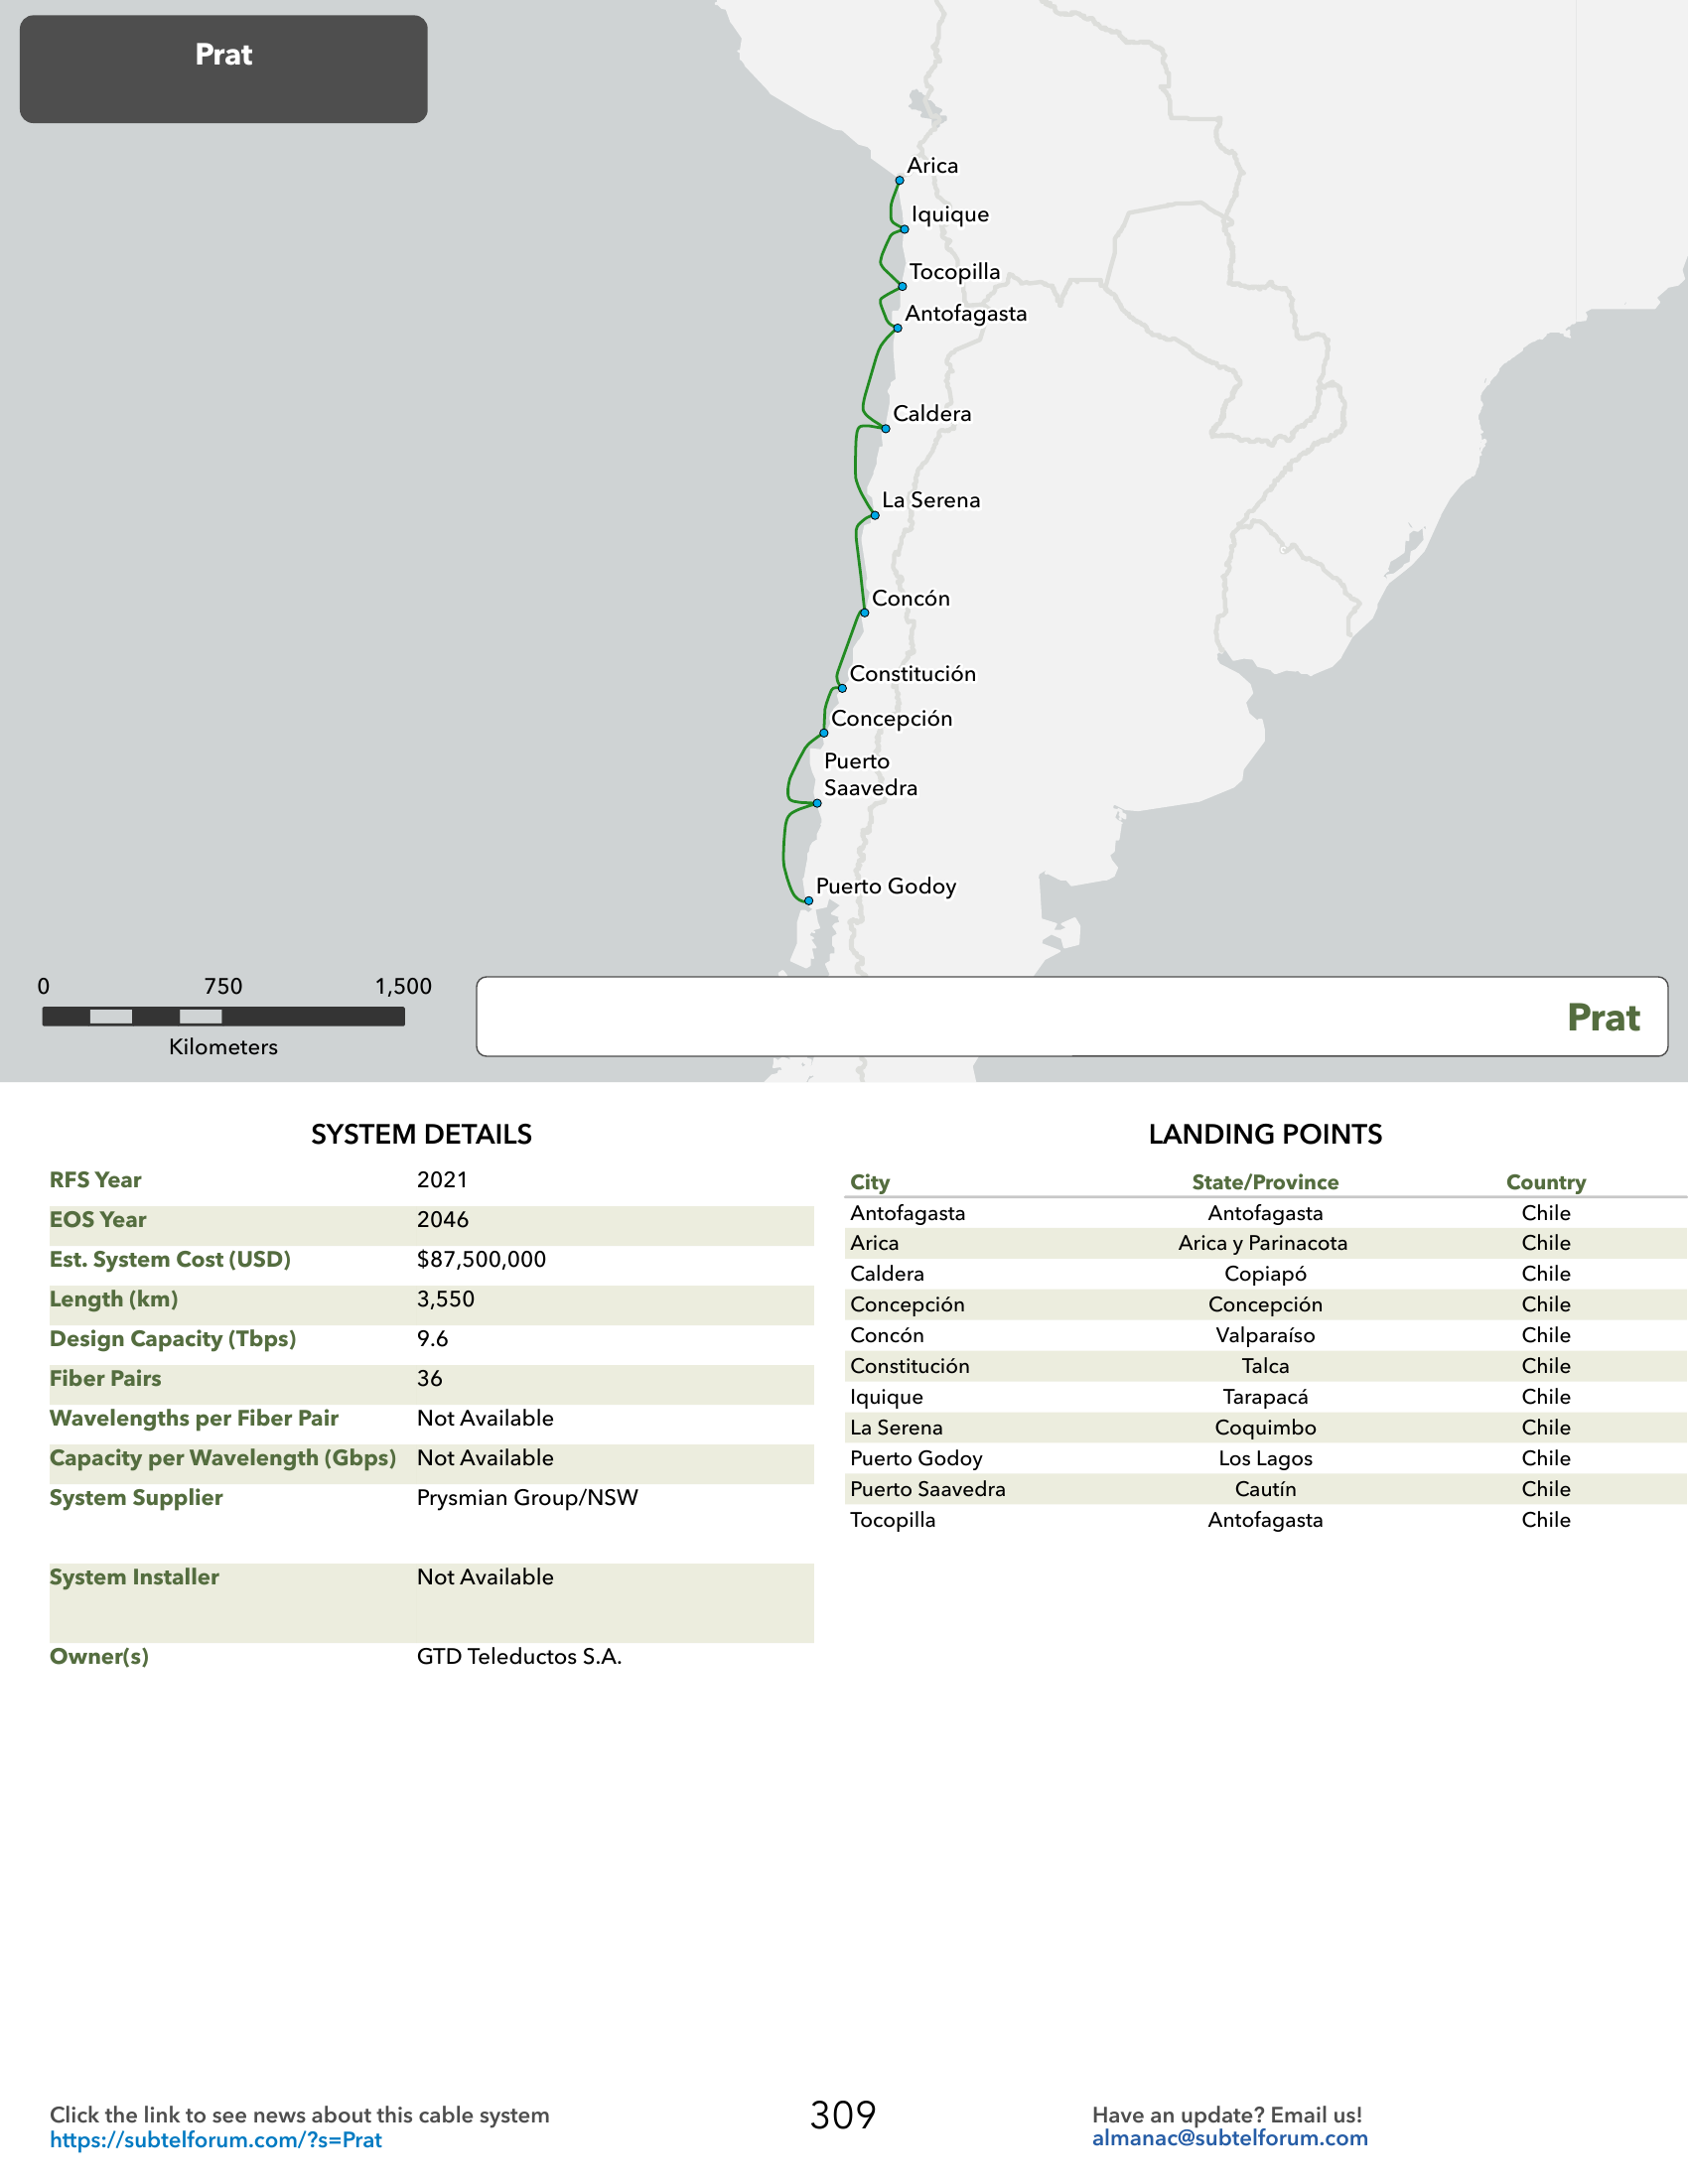 Prat
Arica
Iquique
Tocopilla
Antofagasta
Caldera
La Serena
Concón
Constitución
Concepción
Puerto
Saavedra
Puerto Godoy
0 750 1,500
Kilometers
Prat
SYSTEM DETAILS
RFS Year 2021
EOS Year 2046
Est. System Cost (USD) $87,500,000
Length (km) 3,550
Design Capacity (Tbps) 9.6
Fiber Pairs 36
Wavelengths per Fiber Pair Not Available
Capacity per Wavelength (Gbps) Not Available
System Supplier Prysmian Group/NSW
System Installer Not Available
Owner(s) GTD Teleductos S.A.
LANDING POINTS
City State/Province Country
Antofagasta Antofagasta Chile
Arica Arica y Parinacota Chile
Caldera Copiapó Chile
Concepción Concepción Chile
Concón Valparaíso Chile
Constitución Talca Chile
Iquique Tarapacá Chile
La Serena Coquimbo Chile
Puerto Godoy Los Lagos Chile
Puerto Saavedra Cautín Chile
Tocopilla Antofagasta Chile
Click the link to see news about this cable system
https://subtelforum.com/?s=Prat
309
Have an update? Email us!
almanac@subtelforum.com